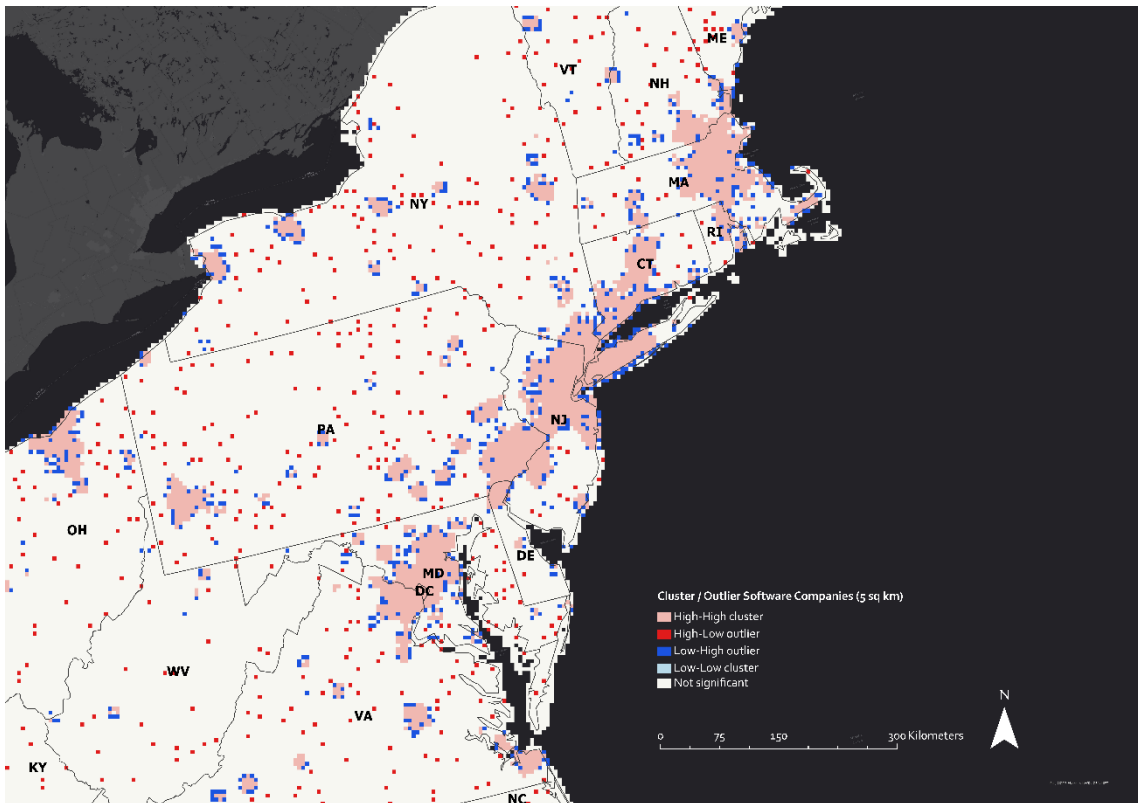 ME
VT
NH
MA
NY
RI
CT
NJ
PA
OH
DE
MD
DC
WV
VA
KY
NC
Cluster / Outlier Software Companies (5 sq km)
High-High cluster
High-Low outlier
Low-High outlier
Low-Low cluster
Not significant
N
0 75 150 300 Kilometers